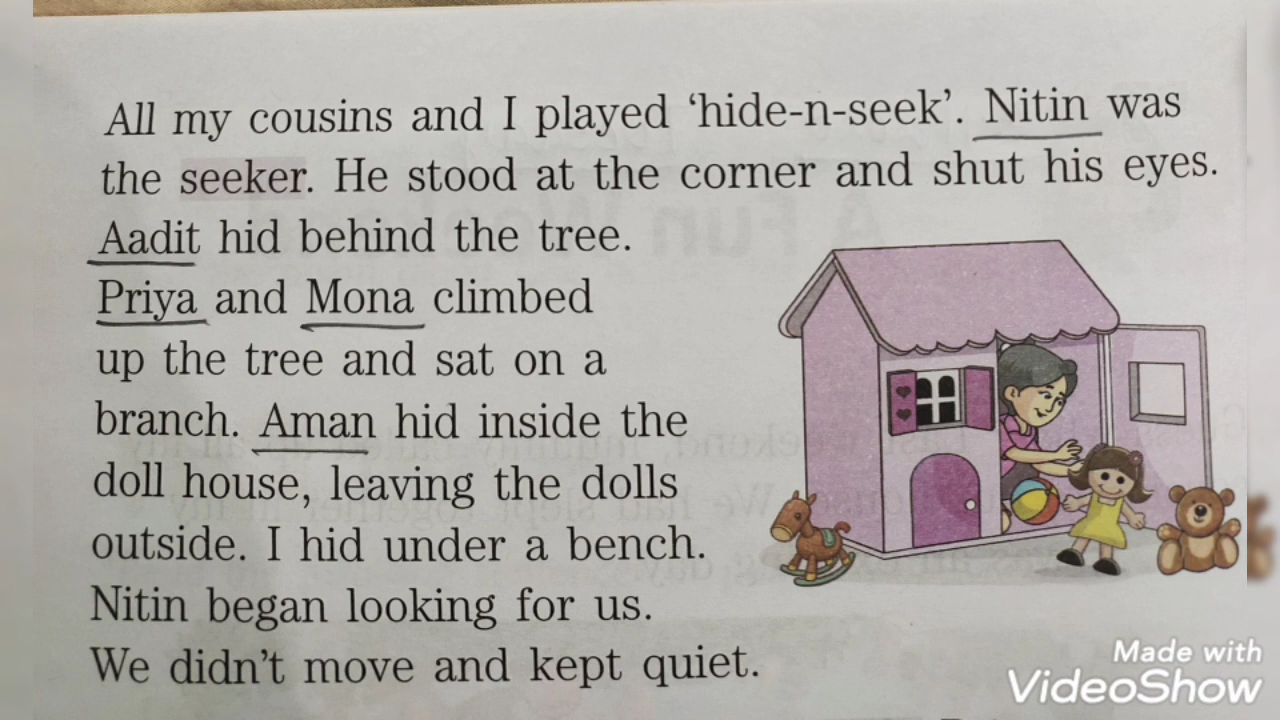 All my cousins and I played ‘hide-n-seek’. Nitin was
the seeker. He stood at the corner and shut his eyes.
Aadit hid behind the tree.
Priya and Mona climbed
up the tree and sat on a
branch. Aman hid inside the
doll house, leaving the dolls
outside. I hid under a bench.
Nitin began looking for us.
We didn’t move and kept quiet.
Made with
VideoShow